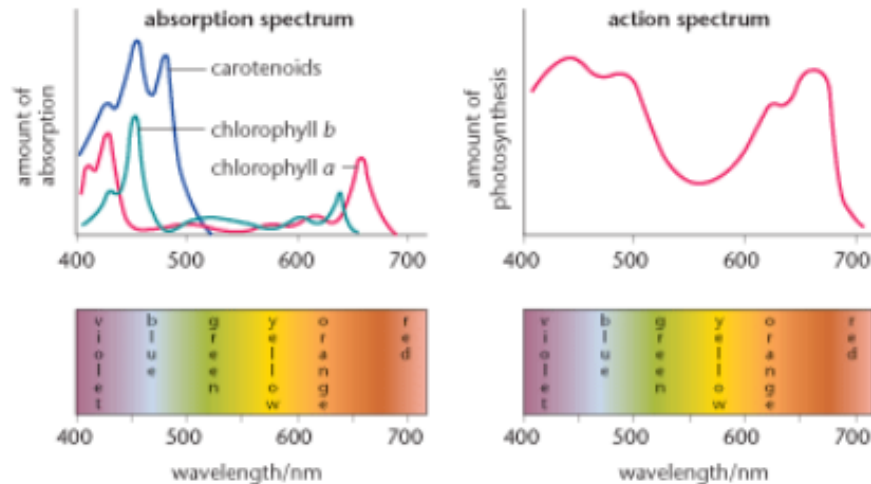 absorption spectrum
amount of
absorption
carotenoids
chlorophyll b
chlorophyll a
400 500 600 700
violet blue green yellow orange red
400 500 600 700
wavelength/nm
action spectrum
amount of
photosynthesis
400 500 600 700
violet blue green yellow orange red
400 500 600 700
wavelength/nm